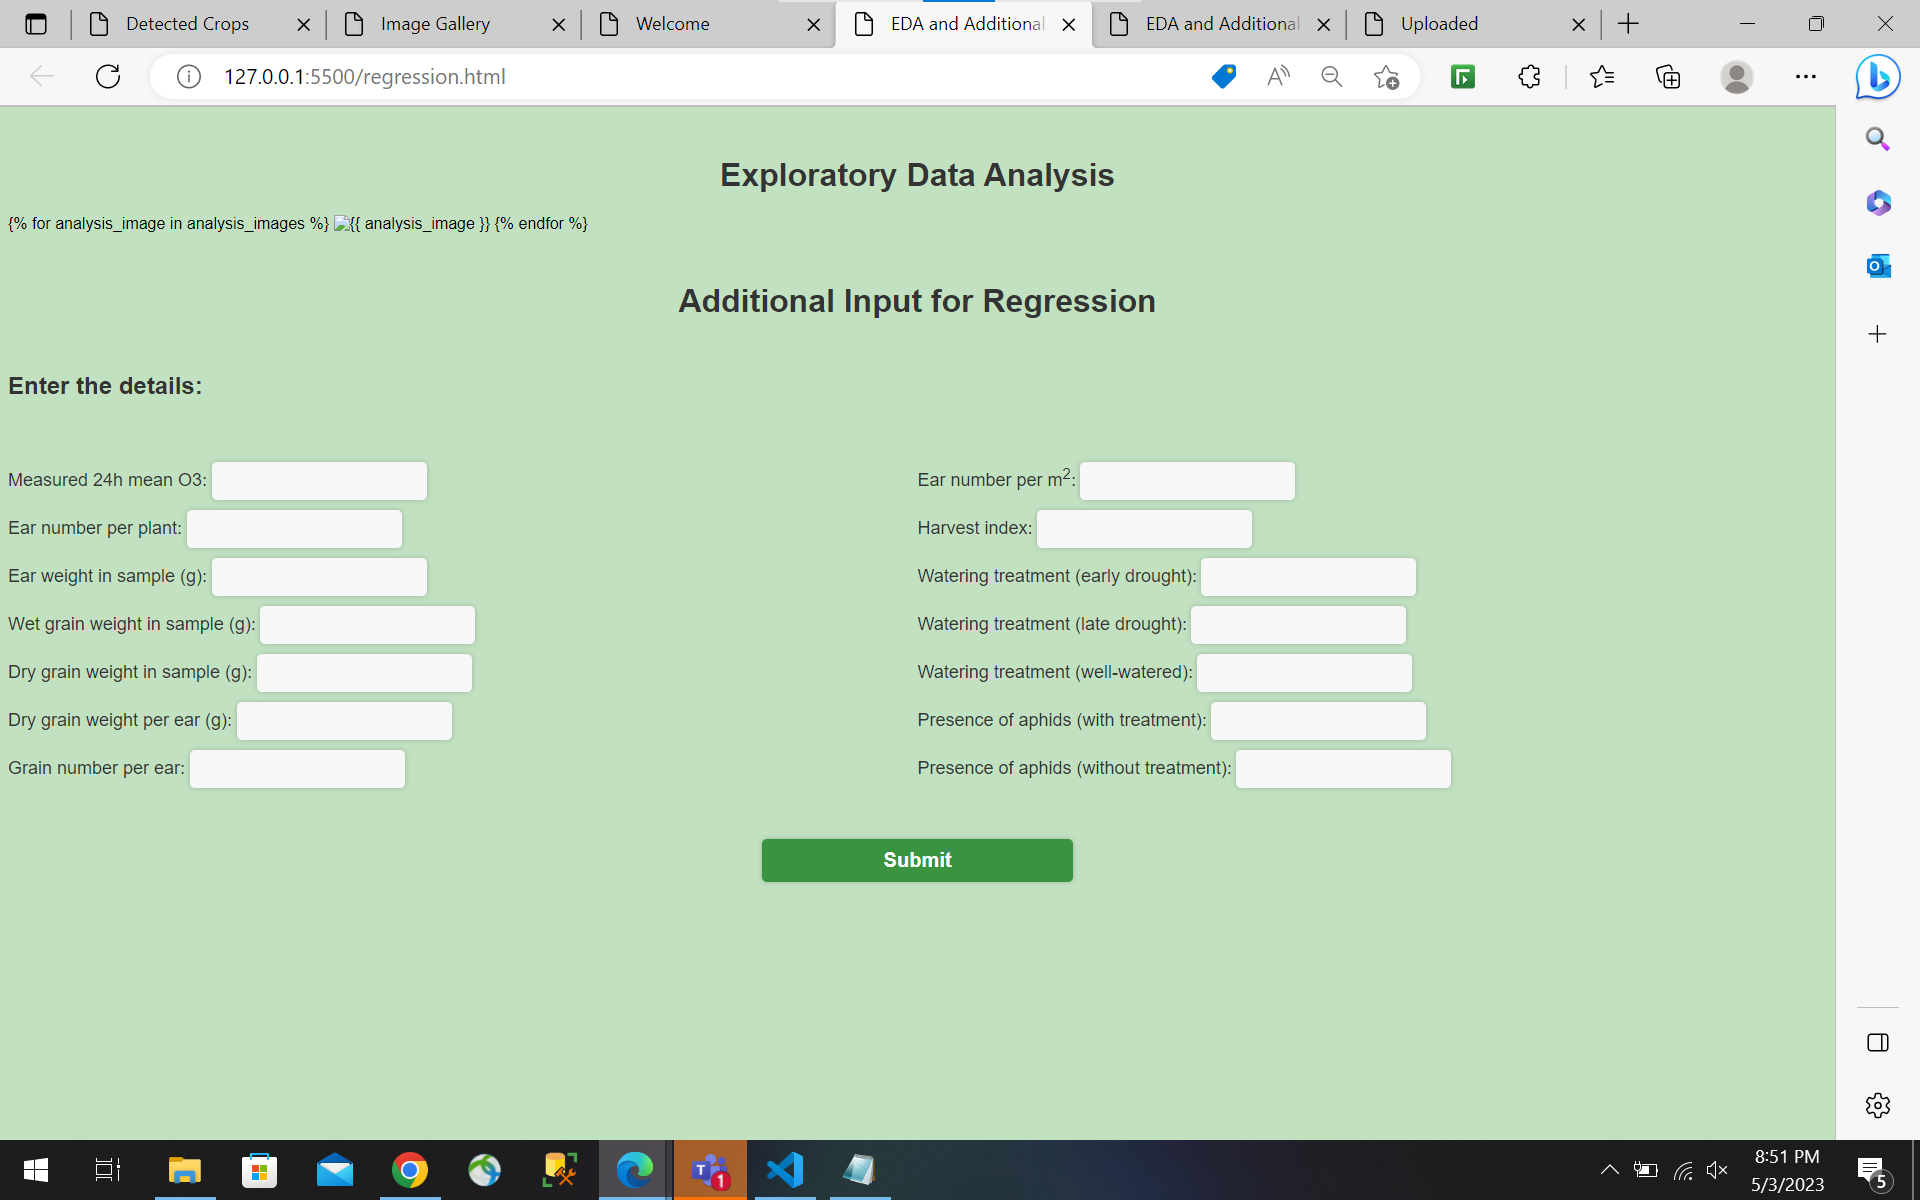 Detected Crops
Image Gallery
Welcome
EDA and Additional
EDA and Additional
Uploaded
127.0.0.1:5500/regression.html
Exploratory Data Analysis
{% for analysis_image in analysis_images %} {{ analysis_image }} {% endfor %}
Additional Input for Regression
Enter the details:
Measured 24h mean O3:
Ear number per plant:
Ear weight in sample (g):
Wet grain weight in sample (g):
Dry grain weight in sample (g):
Dry grain weight per ear (g):
Grain number per ear:
Ear number per m2:
Harvest index:
Watering treatment (early drought):
Watering treatment (late drought):
Watering treatment (well-watered):
Presence of aphids (with treatment):
Presence of aphids (without treatment):
Submit
1
8:51 PM
5/3/2023
5